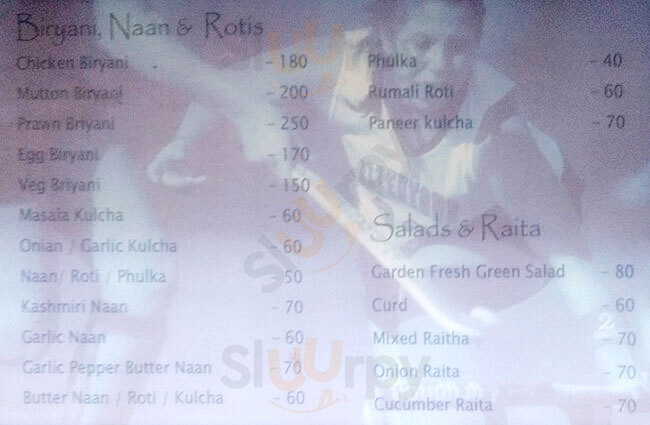 Biryani, Naan & Rotis
Chicken Biryani - 180
Mutton Biryani - 200
Prawn Briyani - 250
Egg Biryani - 170
Veg Briyani - 150
Masala Kulcha - 60
Onian / Garlic Kulcha - 60
Naan/ Roti / Phulka - 50
Kashmiri Naan - 70
Garlic Naan - 60
Garlic Pepper Butter Naan - 70
Butter Naan / Roti / Kulcha - 60
Phulka - 40
Rumali Roti - 60
Paneer kulcha - 70
Salads & Raita
Garden Fresh Green Salad - 80
Curd - 60
Mixed Raitha - 70
Onion Raita - 70
Cucumber Raita - 70
2
Sluurpy
Sluurpy